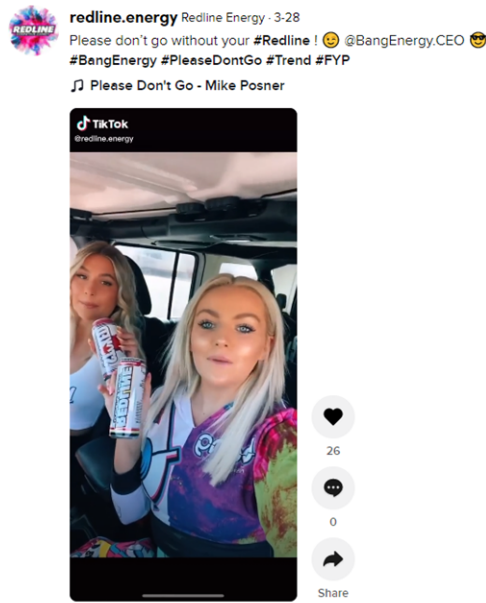 redline.energy Redline Energy · 3-28
Please don't go without your #Redline ! 😉 @BangEnergy.CEO 😎
#BangEnergy #PleaseDontGo #Trend #FYP
♫ Please Don't Go - Mike Posner
REDLINE
TikTok
@redline.energy
REDLINE
26
0
Share